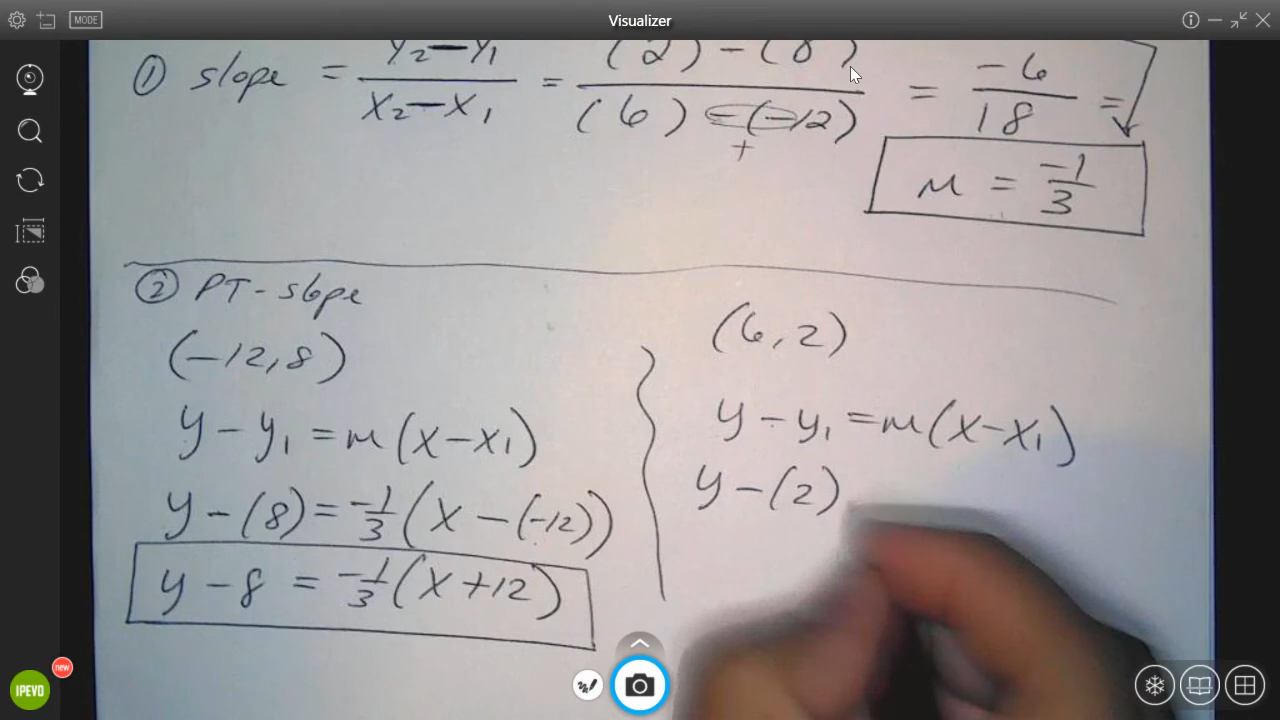 MODE
Visualizer
① slope = y₂-y₁ / x₂-x₁ = (2) - (8) / (6) - (-12) = -6 / 18 =
+
m = -1/3
② PT-slope
(-12,8)
y - y₁ = m(x-x₁)
y - (8) = -1/3 (x - (-12))
y - 8 = -1/3 (x+12)
(6,2)
y - y₁ = m(x-x₁)
y - (2)
new
IPEVO